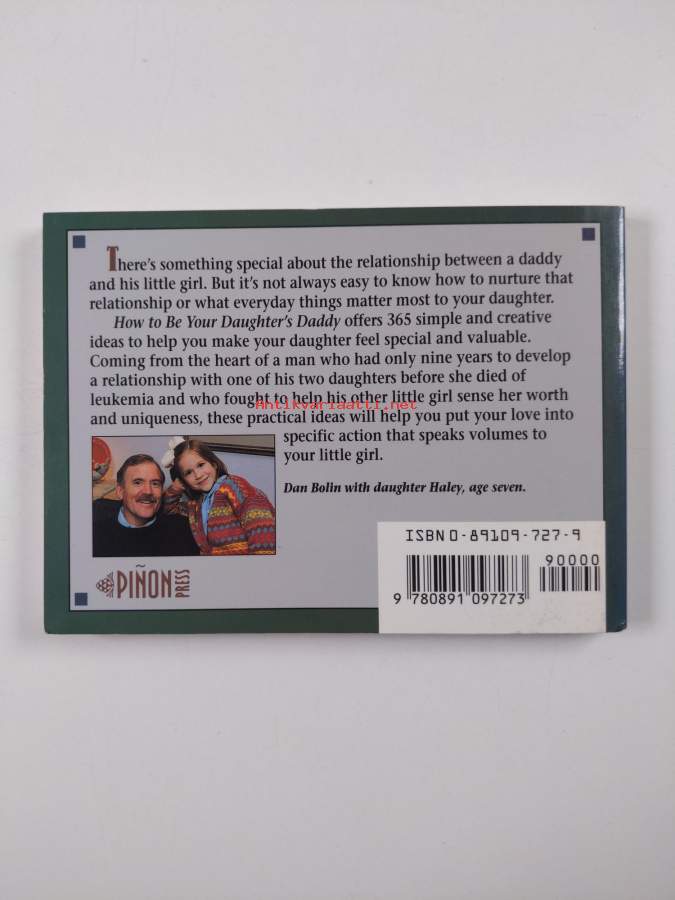 There's something special about the relationship between a daddy
and his little girl. But it's not always easy to know how to nurture that
relationship or what everyday things matter most to your daughter.
How to Be Your Daughter's Daddy offers 365 simple and creative
ideas to help you make your daughter feel special and valuable.
Coming from the heart of a man who had only nine years to develop
a relationship with one of his two daughters before she died of
leukemia and who fought to help his other little girl sense her worth
Antikvariaatti.net
and uniqueness, these practical ideas will help you put your love into
specific action that speaks volumes to
your little girl.
Dan Bolin with daughter Haley, age seven.
PIÑON PRESS
ISBN 0-89109-727-9
90000
9 780891 097273